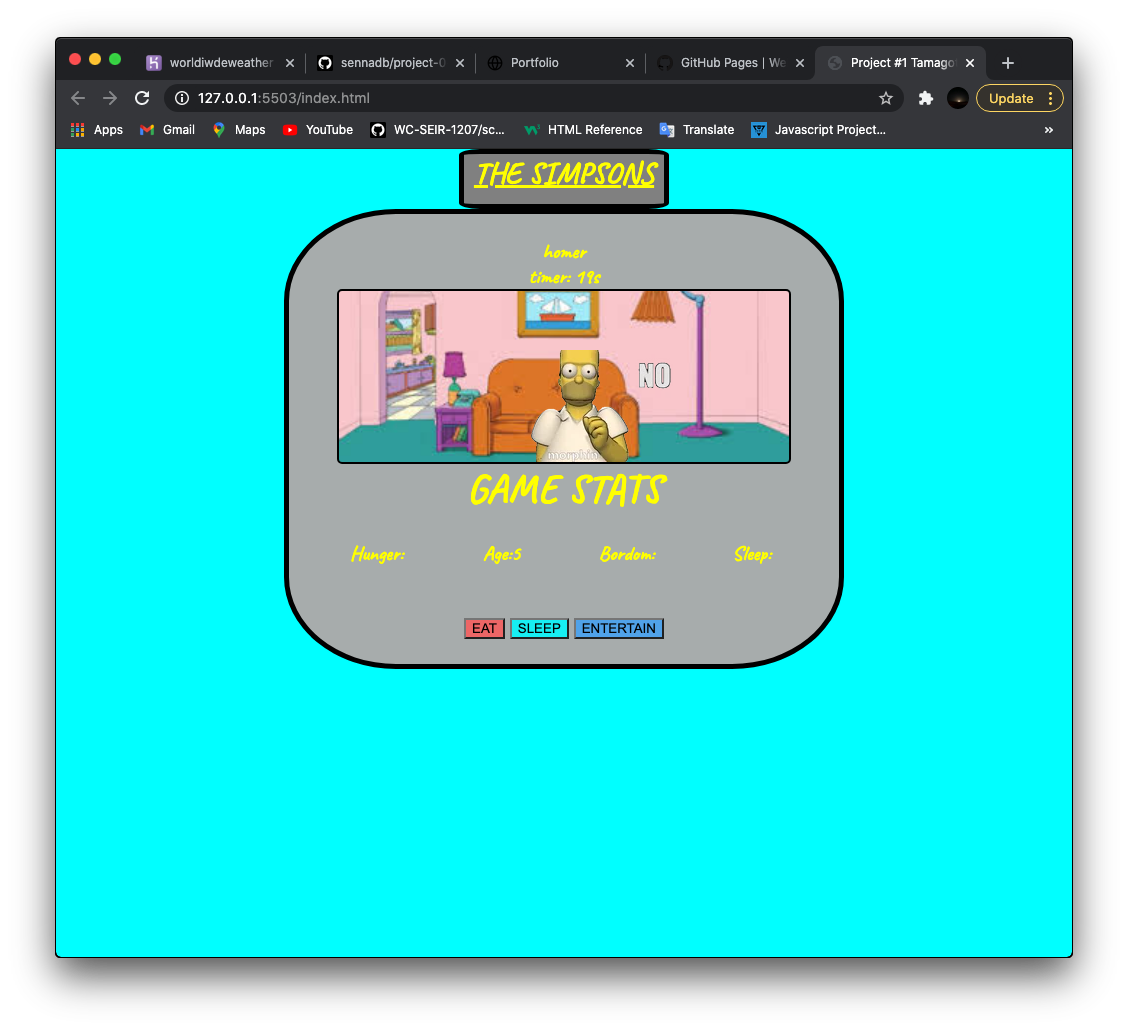 worldiwdeweather
sennadb/project-0
Portfolio
GitHub Pages | We
Project #1 Tamagot
127.0.0.1:5503/index.html
Update
Apps
Gmail
Maps
YouTube
WC-SEIR-1207/sc...
HTML Reference
Translate
Javascript Project...
THE SIMPSONS
homer
timer: 19s
NO
morphin
GAME STATS
Hunger: Age:5 Bordom: Sleep:
EAT SLEEP ENTERTAIN